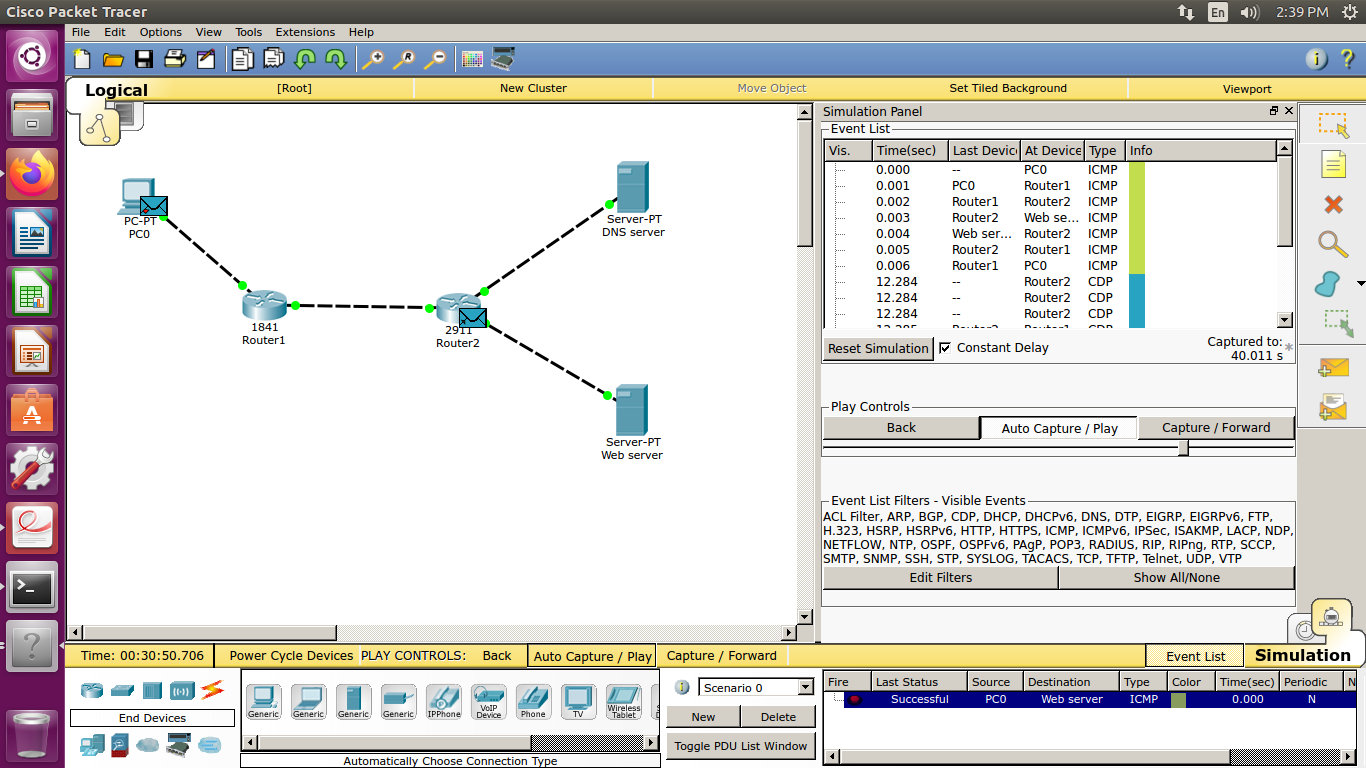 Cisco Packet Tracer
En
2:39 PM
File Edit Options View Tools Extensions Help
Logical
[Root]
New Cluster
Move Object
Set Tiled Background
Viewport
PC-PT
PC0
1841
Router1
2911
Router2
Server-PT
DNS server
Server-PT
Web server
Simulation Panel
Event List
Vis. Time(sec) Last Devic At Device Type Info
0.000 -- PC0 ICMP
0.001 PC0 Router1 ICMP
0.002 Router1 Router2 ICMP
0.003 Router2 Web se... ICMP
0.004 Web ser... Router2 ICMP
0.005 Router2 Router1 ICMP
0.006 Router1 PC0 ICMP
12.284 -- Router2 CDP
12.284 -- Router2 CDP
12.284 -- Router2 CDP
12.285 Router2 Router1 CDP
Reset Simulation
Constant Delay
Captured to:
40.011 s
*
Play Controls
Back
Auto Capture / Play
Capture / Forward
Event List Filters - Visible Events
ACL Filter, ARP, BGP, CDP, DHCP, DHCPv6, DNS, DTP, EIGRP, EIGRPv6, FTP,
H.323, HSRP, HSRPv6, HTTP, HTTPS, ICMP, ICMPv6, IPSec, ISAKMP, LACP, NDP,
NETFLOW, NTP, OSPF, OSPFv6, PAgP, POP3, RADIUS, RIP, RIPng, RTP, SCCP,
SMTP, SNMP, SSH, STP, SYSLOG, TACACS, TCP, TFTP, Telnet, UDP, VTP
Edit Filters
Show All/None
Time: 00:30:50.706
Power Cycle Devices
PLAY CONTROLS:
Back
Auto Capture / Play
Capture / Forward
Event List
Simulation
End Devices
Generic
Generic
Generic
Generic
IPPhone
VoIP
Device
Phone
TV
Wireless
Tablet
Automatically Choose Connection Type
Scenario 0
New
Delete
Toggle PDU List Window
Fire Last Status Source Destination Type Color Time(sec) Periodic N
Successful PC0 Web server ICMP 0.000 N